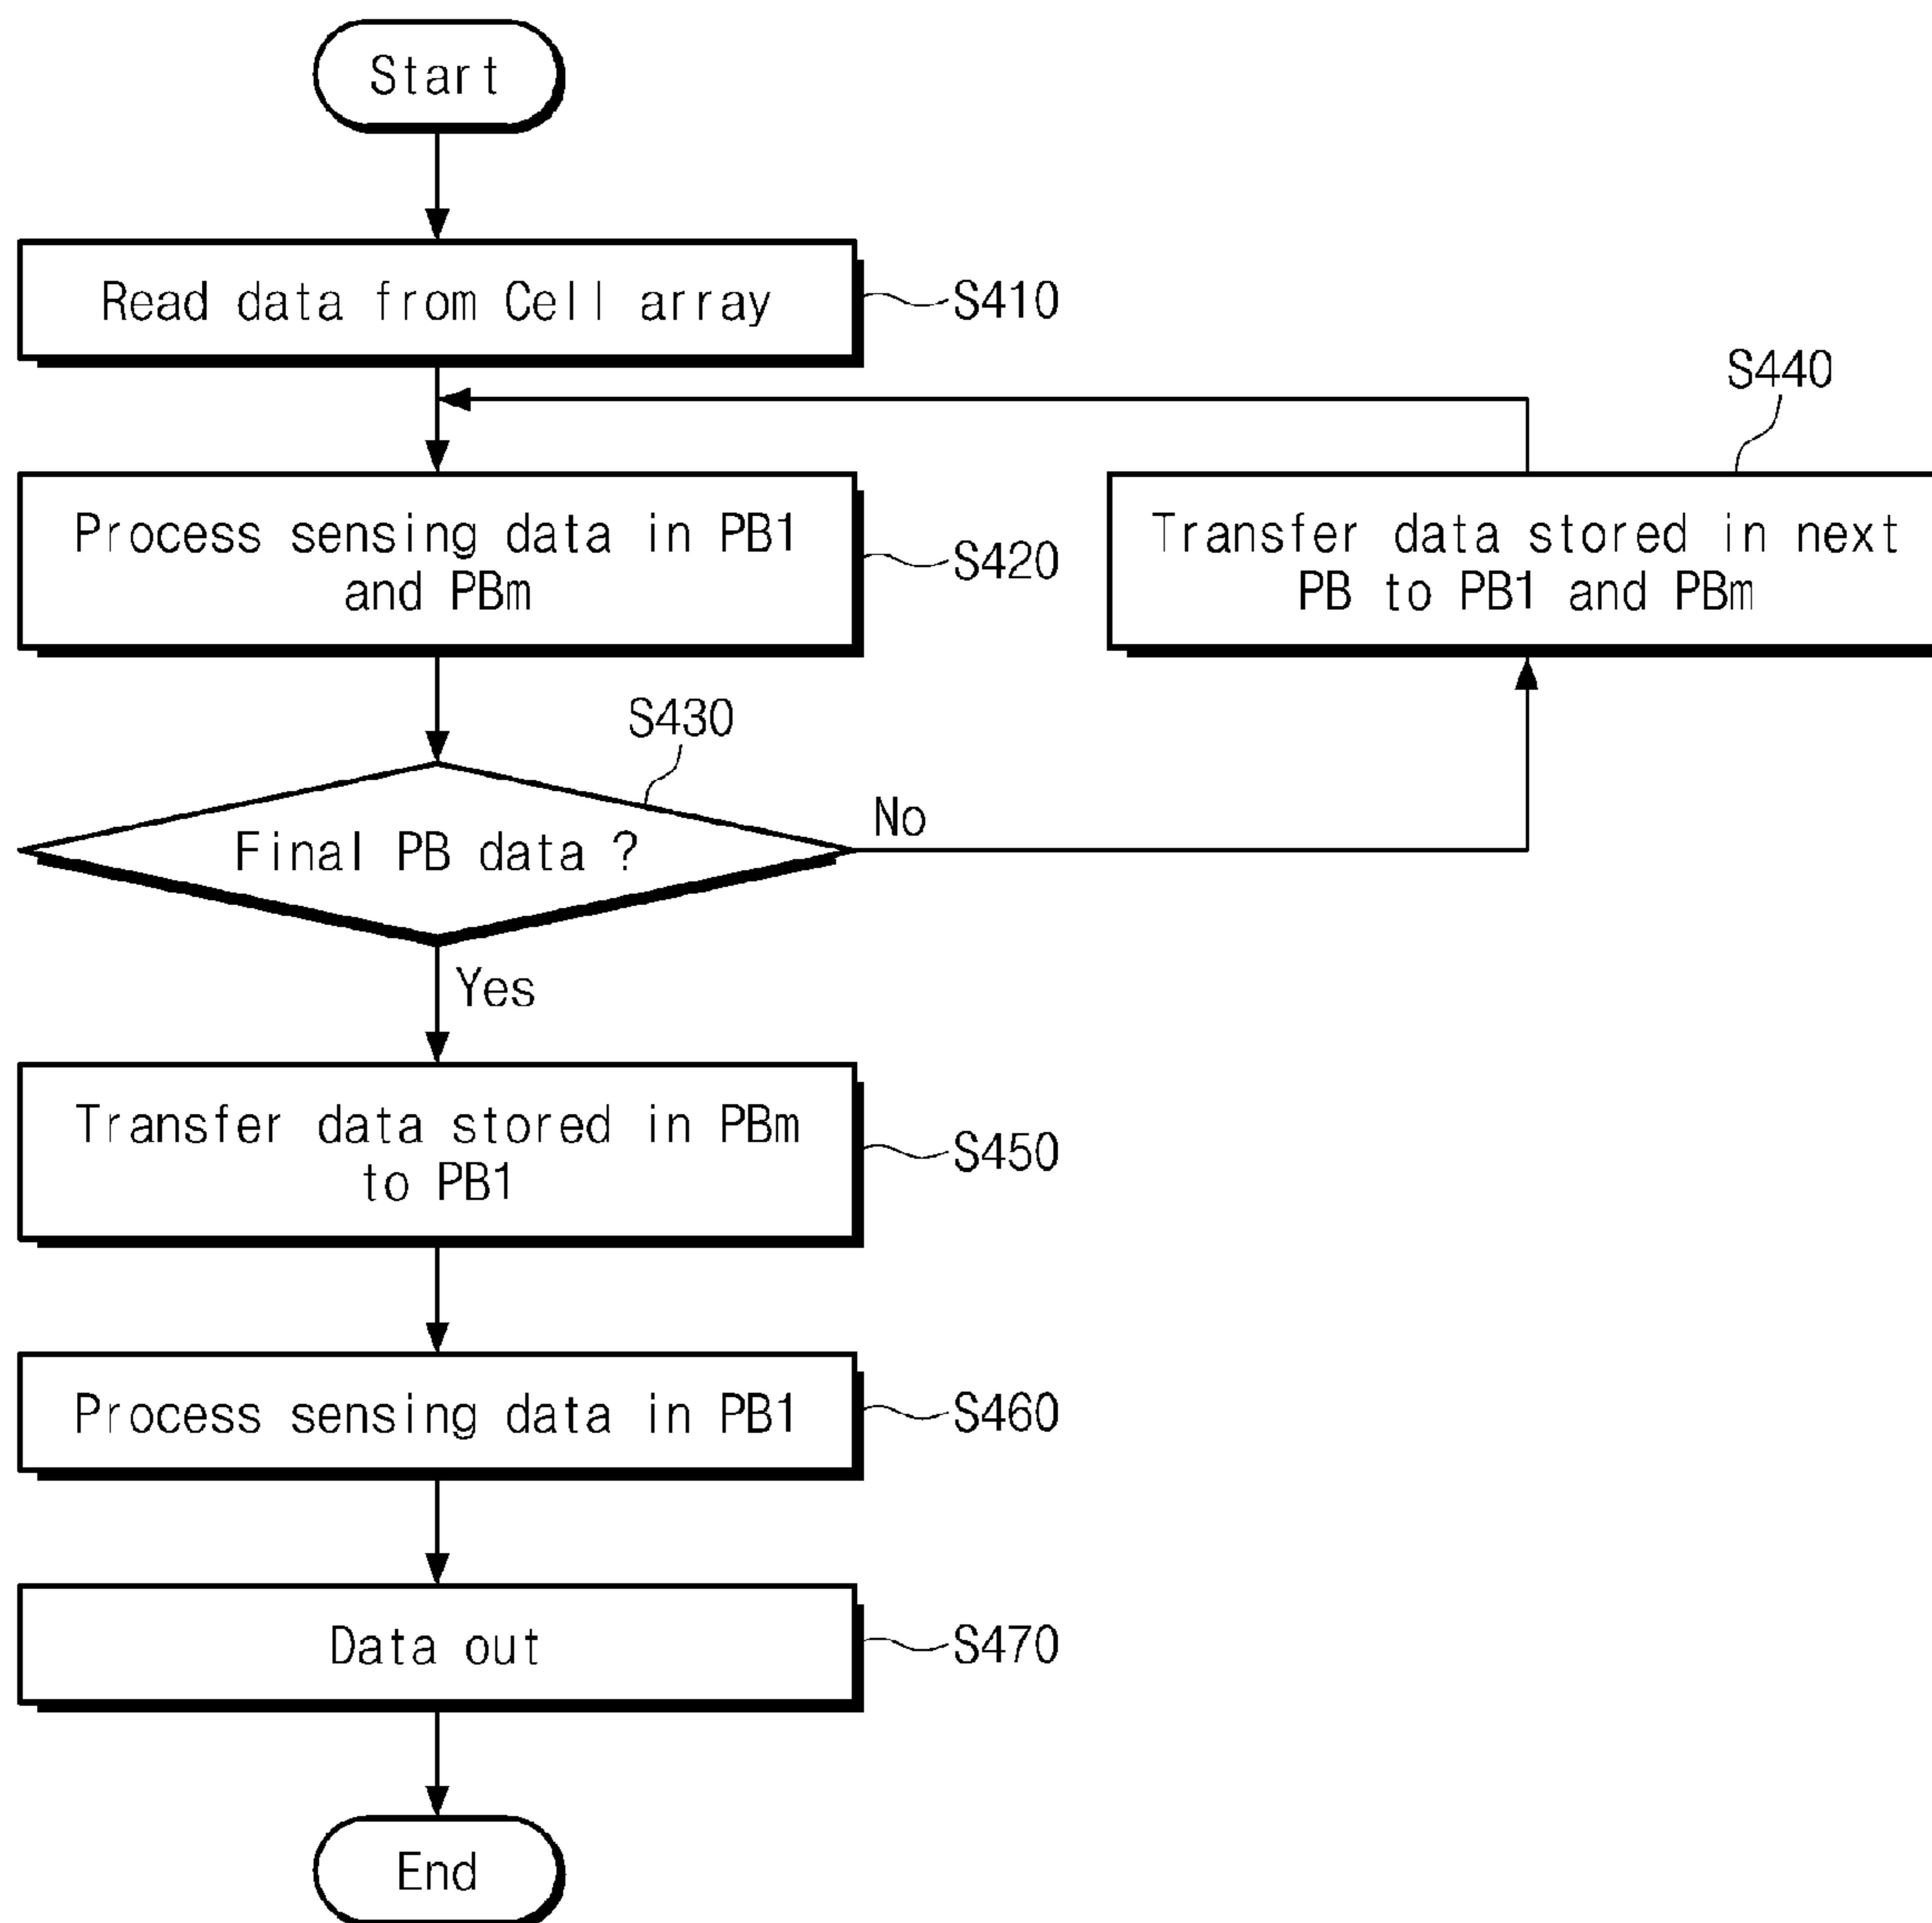 Start
Read data from Cell array
S410
S440
Process sensing data in PB1
and PBm
S420
Transfer data stored in next
PB to PB1 and PBm
S430
Final PB data ?
No
Yes
Transfer data stored in PBm
to PB1
S450
Process sensing data in PB1
S460
Data out
S470
End